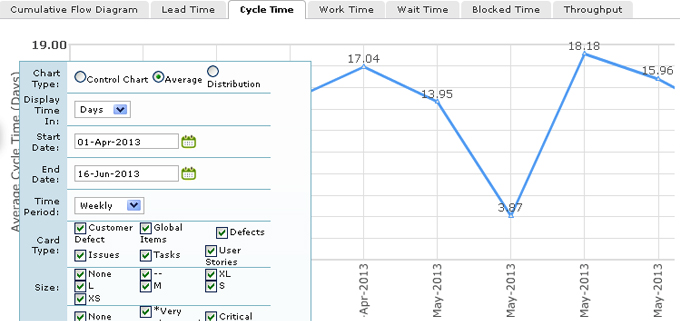 Cumulative Flow Diagram Lead Time Cycle Time Work Time Wait Time Blocked Time Throughput
19.00
17.04
13.95
3.87
18.18
15.96
Average Cycle Time (Days)
Chart Type: Control Chart Average Distribution
Display Time In: Days
Start Date: 01-Apr-2013
End Date: 16-Jun-2013
Time Period: Weekly
Card Type: Customer Defect Global Items Defects
Issues Tasks User Stories
Size: None -- XL
L M S
XS
None *Very Critical
-Apr-2013
May-2013
May-2013
May-2013
May-2013